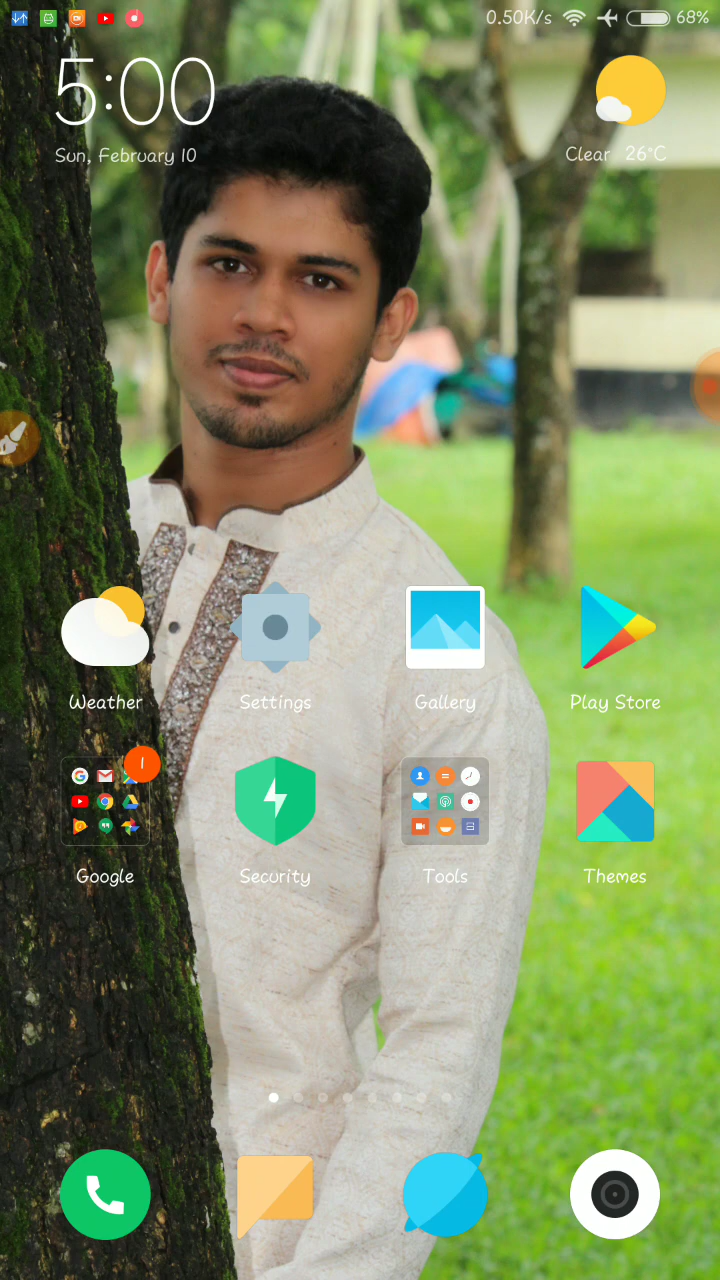 0.50K/s 68%
5:00
Sun, February 10
Clear 26°C
Weather Settings Gallery Play Store
1
Google Security Tools Themes